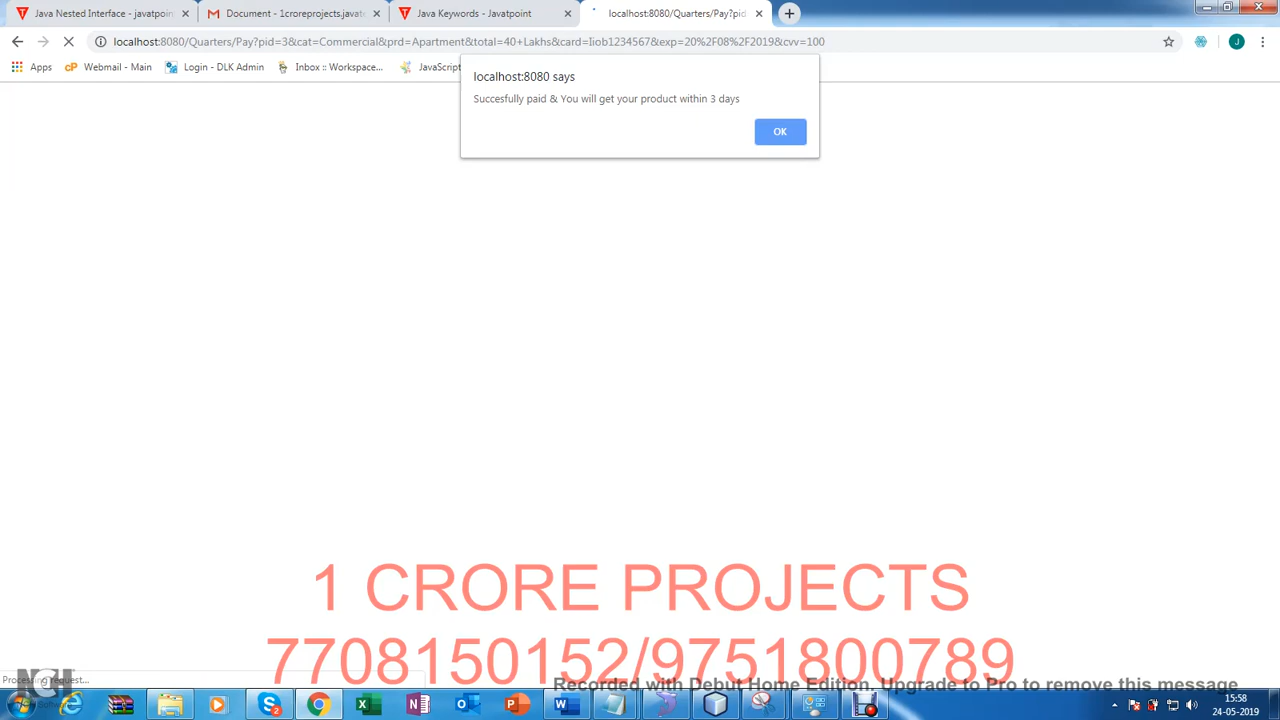 Java Nested Interface - javatpoin
Document - 1croreprojects.javate
Java Keywords - Javatpoint
localhost:8080/Quarters/Pay?pid
localhost:8080/Quarters/Pay?pid=3&cat=Commercial&prd=Apartment&total=40+Lakhs&card=Iiob1234567&exp=20%2F08%2F2019&cvv=100
Apps
Webmail - Main
Login - DLK Admin
Inbox :: Workspace...
JavaScript
localhost:8080 says
Succesfully paid & You will get your product within 3 days
OK
1 CRORE PROJECTS
7708150152/9751800789
Processing request...
Recorded with Debut Home Edition. Upgrade to Pro to remove this message
15:58
24-05-2019